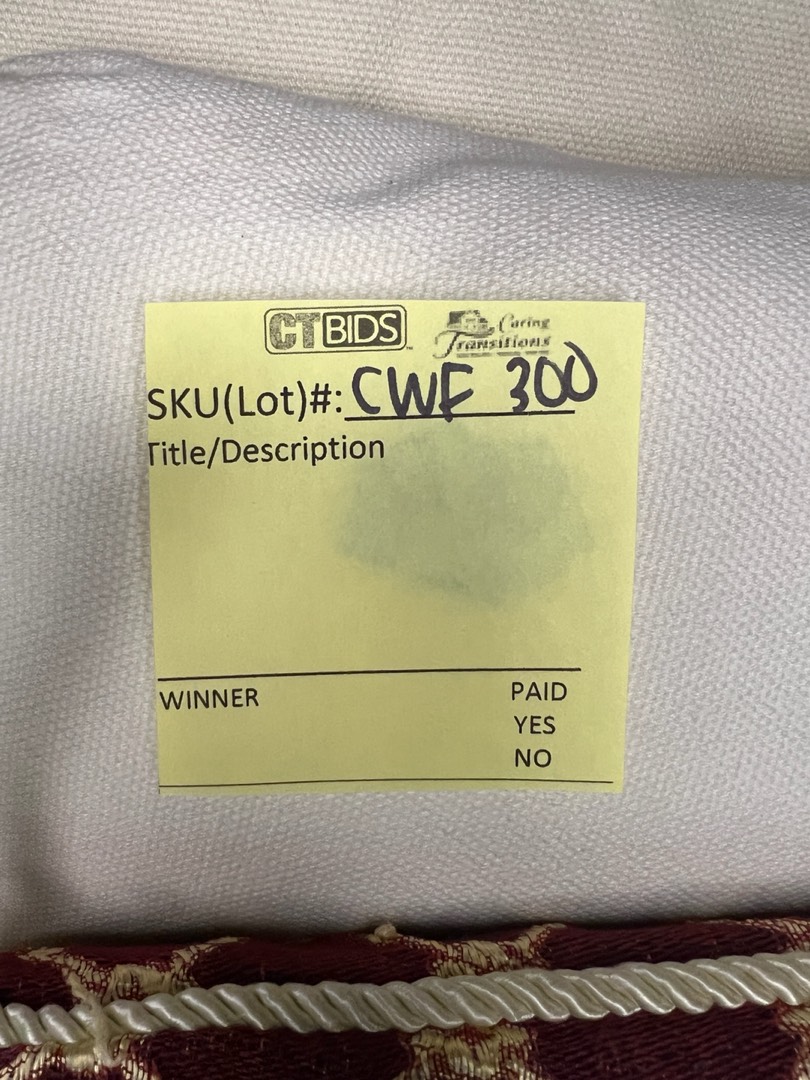 CTBIDS
Caring
Transitions
SKU(Lot)#: CWF 300
Title/Description
WINNER PAID
YES
NO